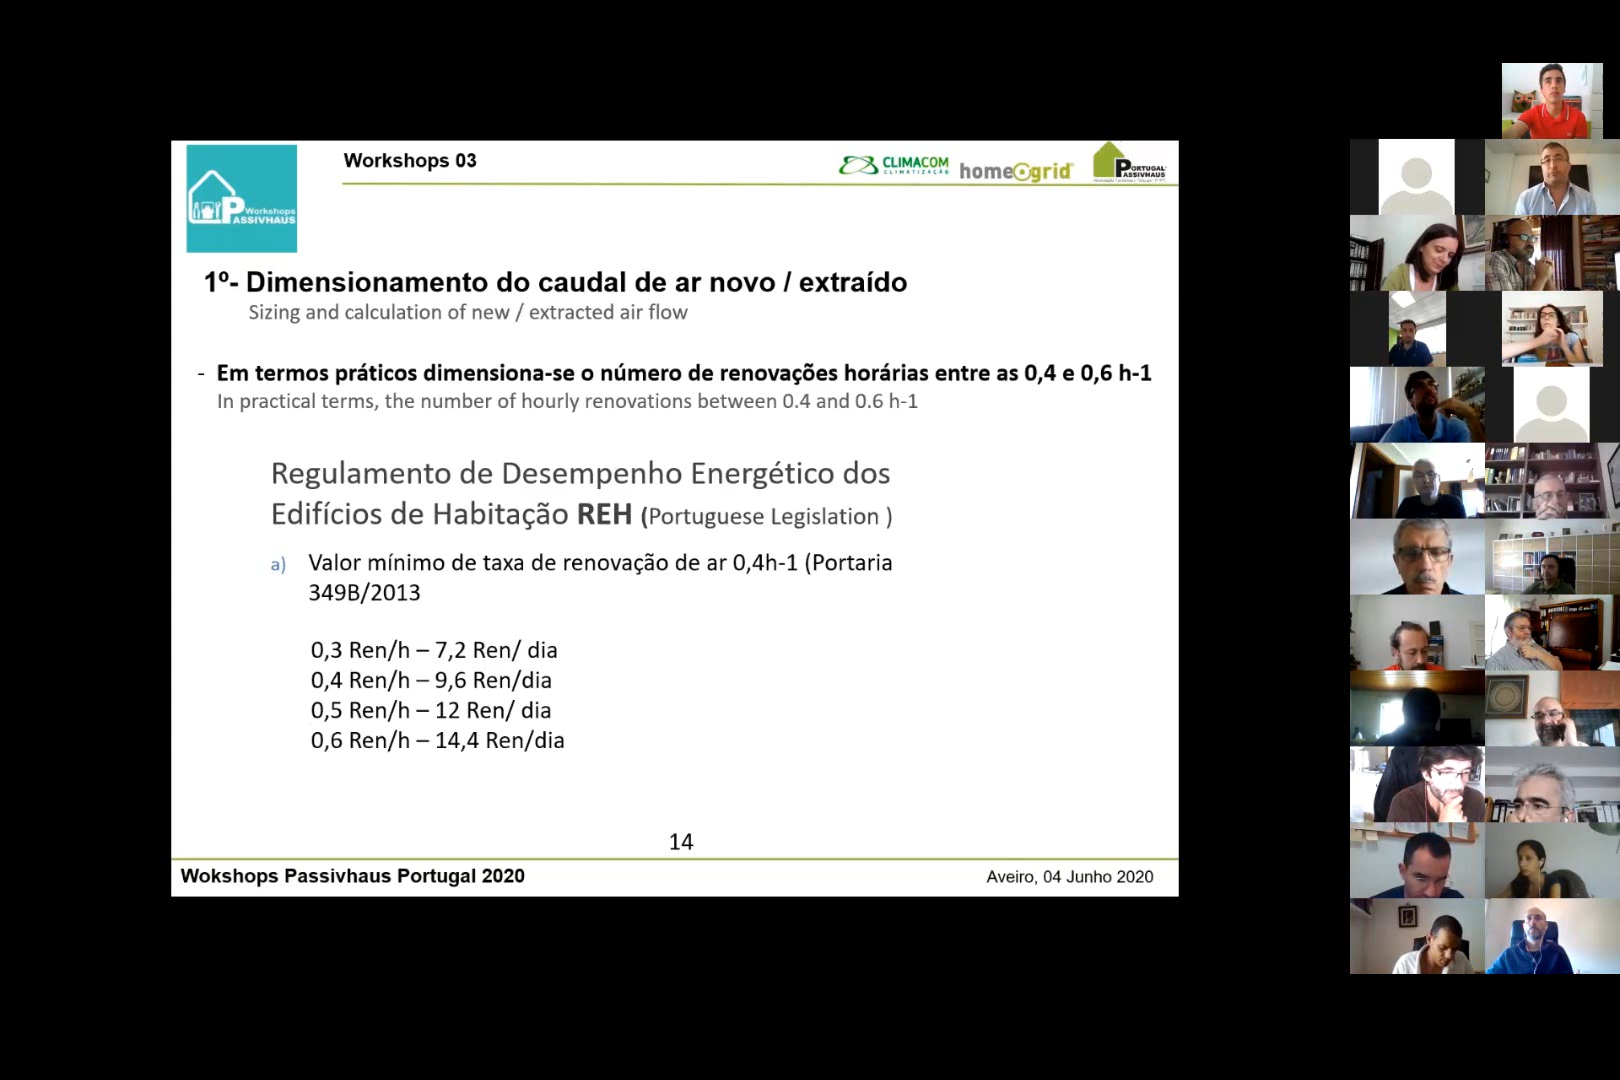 Workshops 03
CLIMACOM
CLIMATIZAÇÃO
homegrid
PORTUGAL
PASSIVHAUS
Workshops
PASSIVHAUS
1º- Dimensionamento do caudal de ar novo / extraído
Sizing and calculation of new / extracted air flow
- Em termos práticos dimensiona-se o número de renovações horárias entre as 0,4 e 0,6 h-1
In practical terms, the number of hourly renovations between 0.4 and 0.6 h-1
Regulamento de Desempenho Energético dos
Edifícios de Habitação REH (Portuguese Legislation )
a) Valor mínimo de taxa de renovação de ar 0,4h-1 (Portaria
349B/2013
0,3 Ren/h – 7,2 Ren/ dia
0,4 Ren/h – 9,6 Ren/dia
0,5 Ren/h – 12 Ren/ dia
0,6 Ren/h – 14,4 Ren/dia
14
Wokshops Passivhaus Portugal 2020
Aveiro, 04 Junho 2020